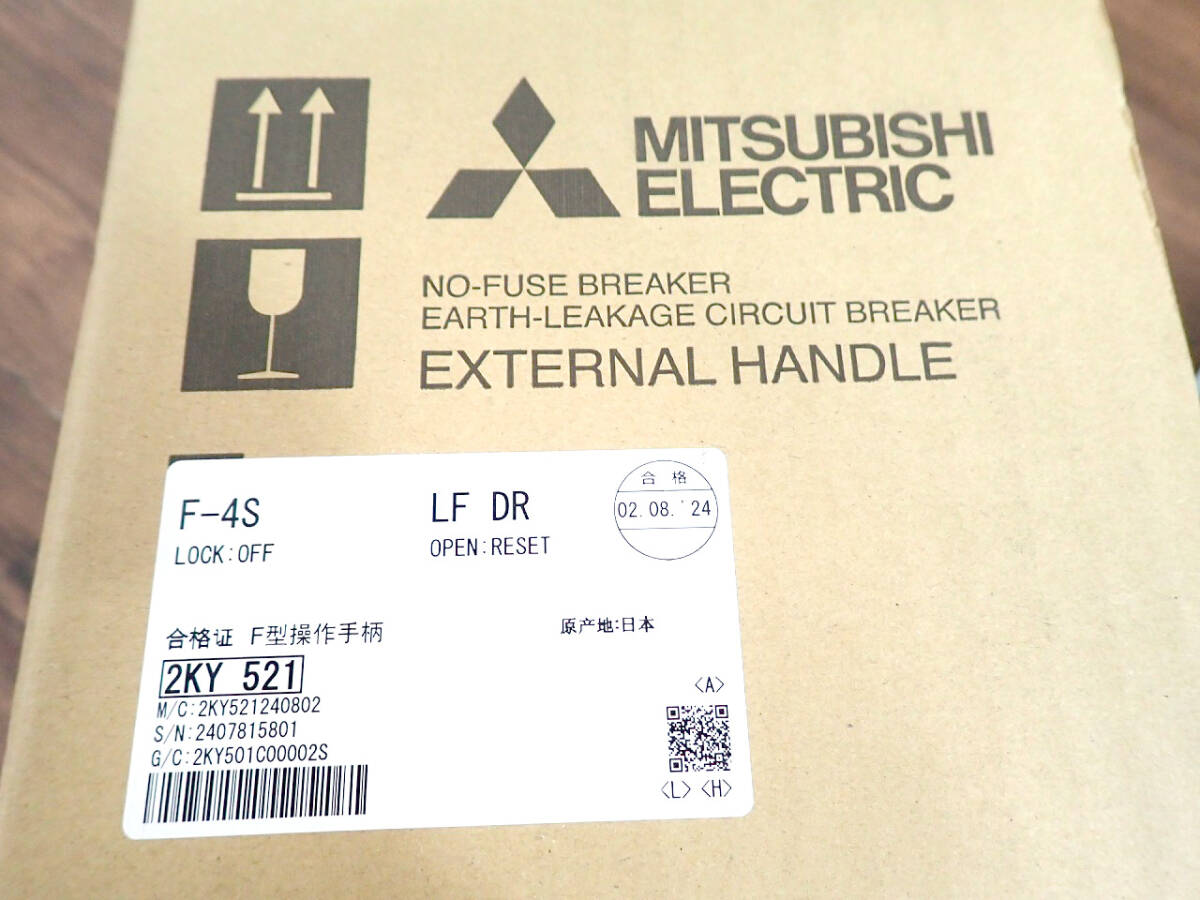 MITSUBISHI
ELECTRIC
NO-FUSE BREAKER
EARTH-LEAKAGE CIRCUIT BREAKER
EXTERNAL HANDLE
F-4S
LF DR
合格
02.08.'24
LOCK:OFF
OPEN:RESET
合格证 F型操作手柄
原产地:日本
2KY 521
M/C:2KY521240802
S/N:2407815801
G/C:2KY501C00002S
<A>
<L> <H>